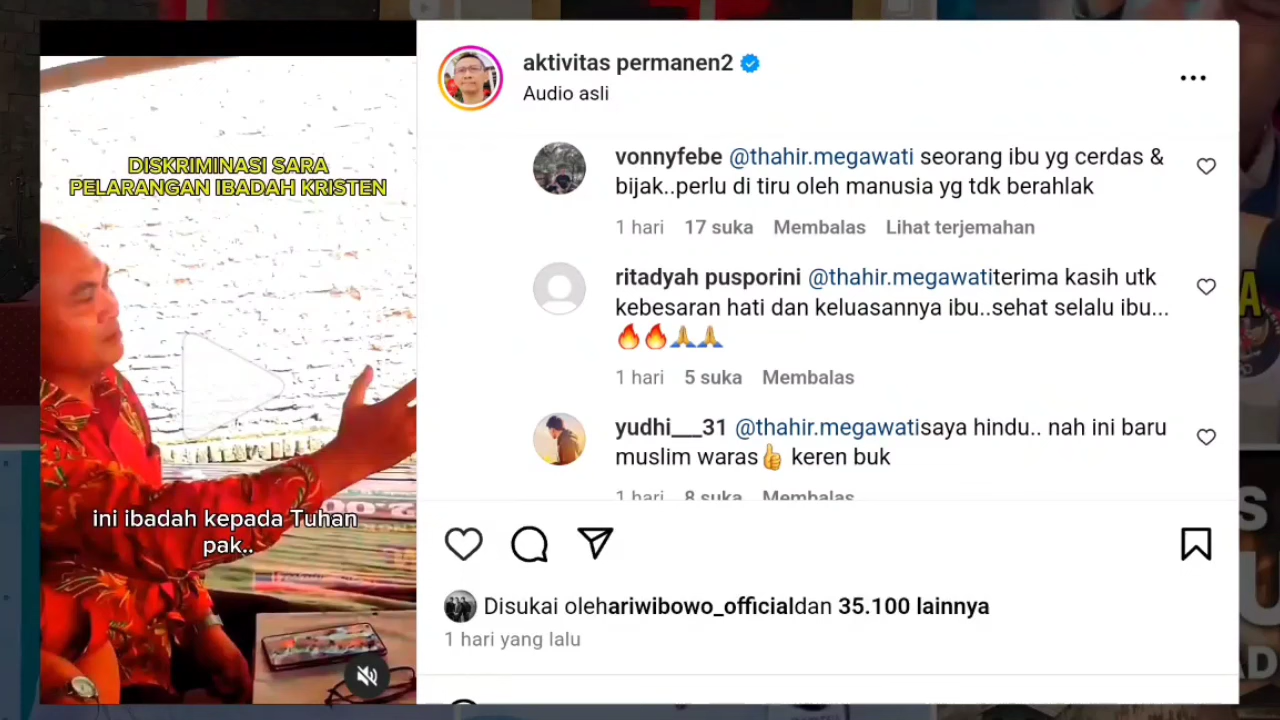 DISKRIMINASI SARA
PELARANGAN IBADAH KRISTEN
ini ibadah kepada Tuhan
pak..
aktivitas permanen2
Audio asli
vonnyfebe @thahir.megawati seorang ibu yg cerdas &
bijak..perlu di tiru oleh manusia yg tdk berahlak
1 hari 17 suka Membalas Lihat terjemahan
ritadyah pusporini @thahir.megawatiterima kasih utk
kebesaran hati dan keluasannya ibu..sehat selalu ibu...
🔥🔥🙏🙏
1 hari 5 suka Membalas
yudhi___31 @thahir.megawatisaya hindu.. nah ini baru
muslim waras👍 keren buk
1 hari 8 suka Membalas
Disukai olehariwibowo_officialdan 35.100 lainnya
1 hari yang lalu